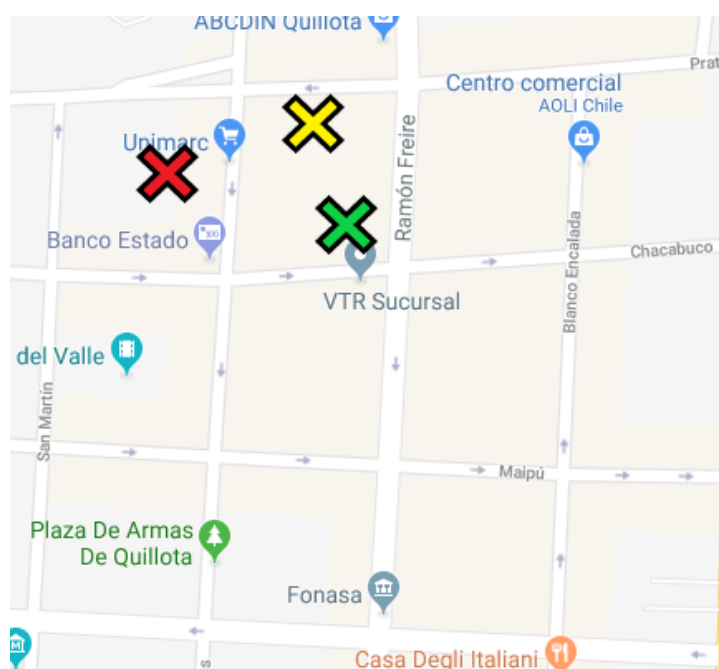 ABCDIN Quillota
Prat
Centro comercial
AOLI Chile
Unimarc
Ramón Freire
Banco Estado
100
Chacabuco
VTR Sucursal
Blanco Encalada
del Valle
San Martín
Maipú
Plaza De Armas
De Quillota
Fonasa
M
Casa Degli Italiani
s